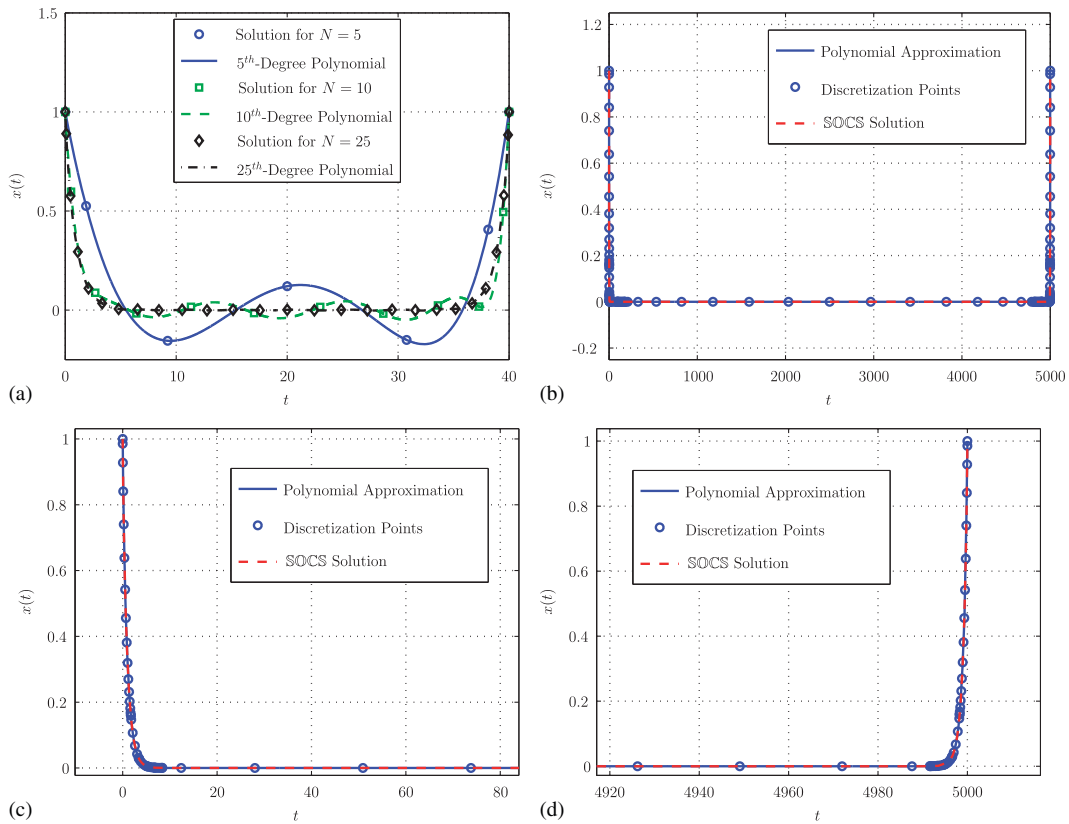 1.5
1
0.5
0
x(t)
Solution for N = 5
5th-Degree Polynomial
Solution for N = 10
10th-Degree Polynomial
Solution for N = 25
25th-Degree Polynomial
0 10 20 30 40
t
(a)
1.2
1
0.8
0.6
0.4
0.2
0
-0.2
x(t)
Polynomial Approximation
Discretization Points
𝕊𝕆ℂ𝕊 Solution
0 1000 2000 3000 4000 5000
t
(b)
1
0.8
0.6
0.4
0.2
0
x(t)
Polynomial Approximation
Discretization Points
𝕊𝕆ℂ𝕊 Solution
0 20 40 60 80
t
(c)
1
0.8
0.6
0.4
0.2
0
x(t)
Polynomial Approximation
Discretization Points
𝕊𝕆ℂ𝕊 Solution
4920 4940 4960 4980 5000
t
(d)